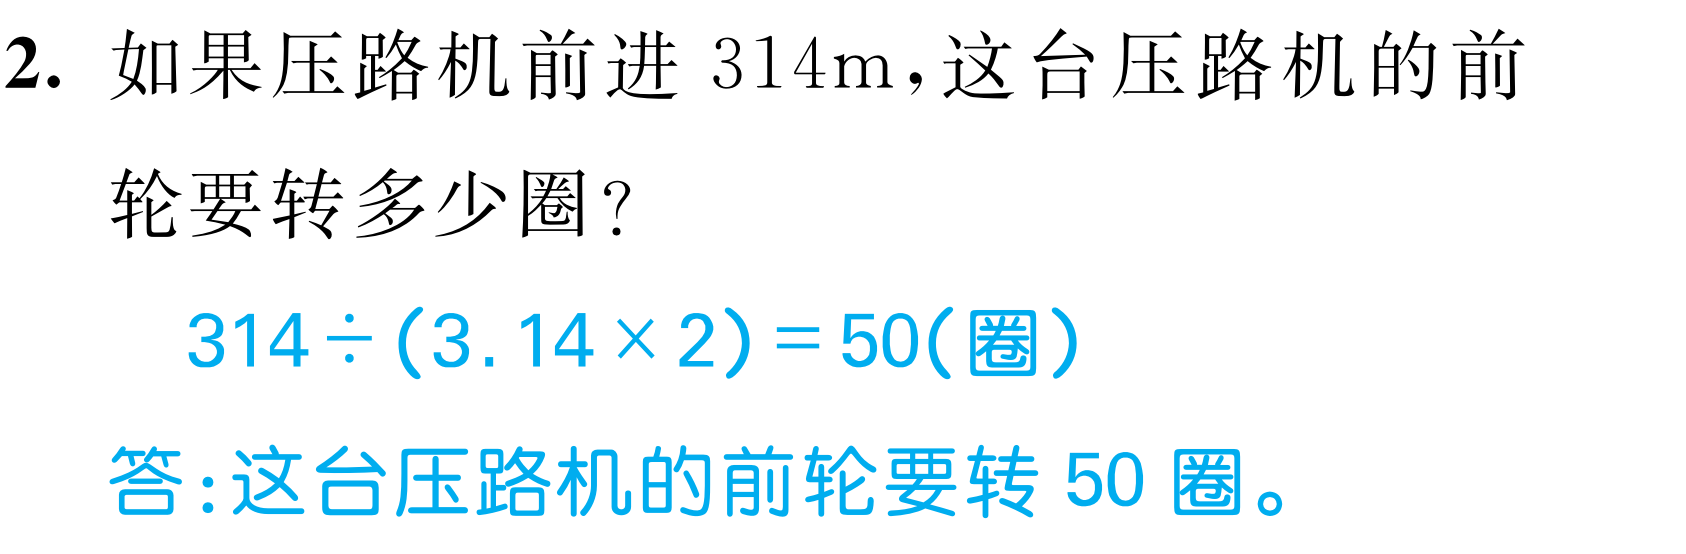 2. 如果压路机前进 314m,这台压路机的前
轮要转多少圈?
314÷(3.14×2)=50(圈)
答:这台压路机的前轮要转 50 圈。